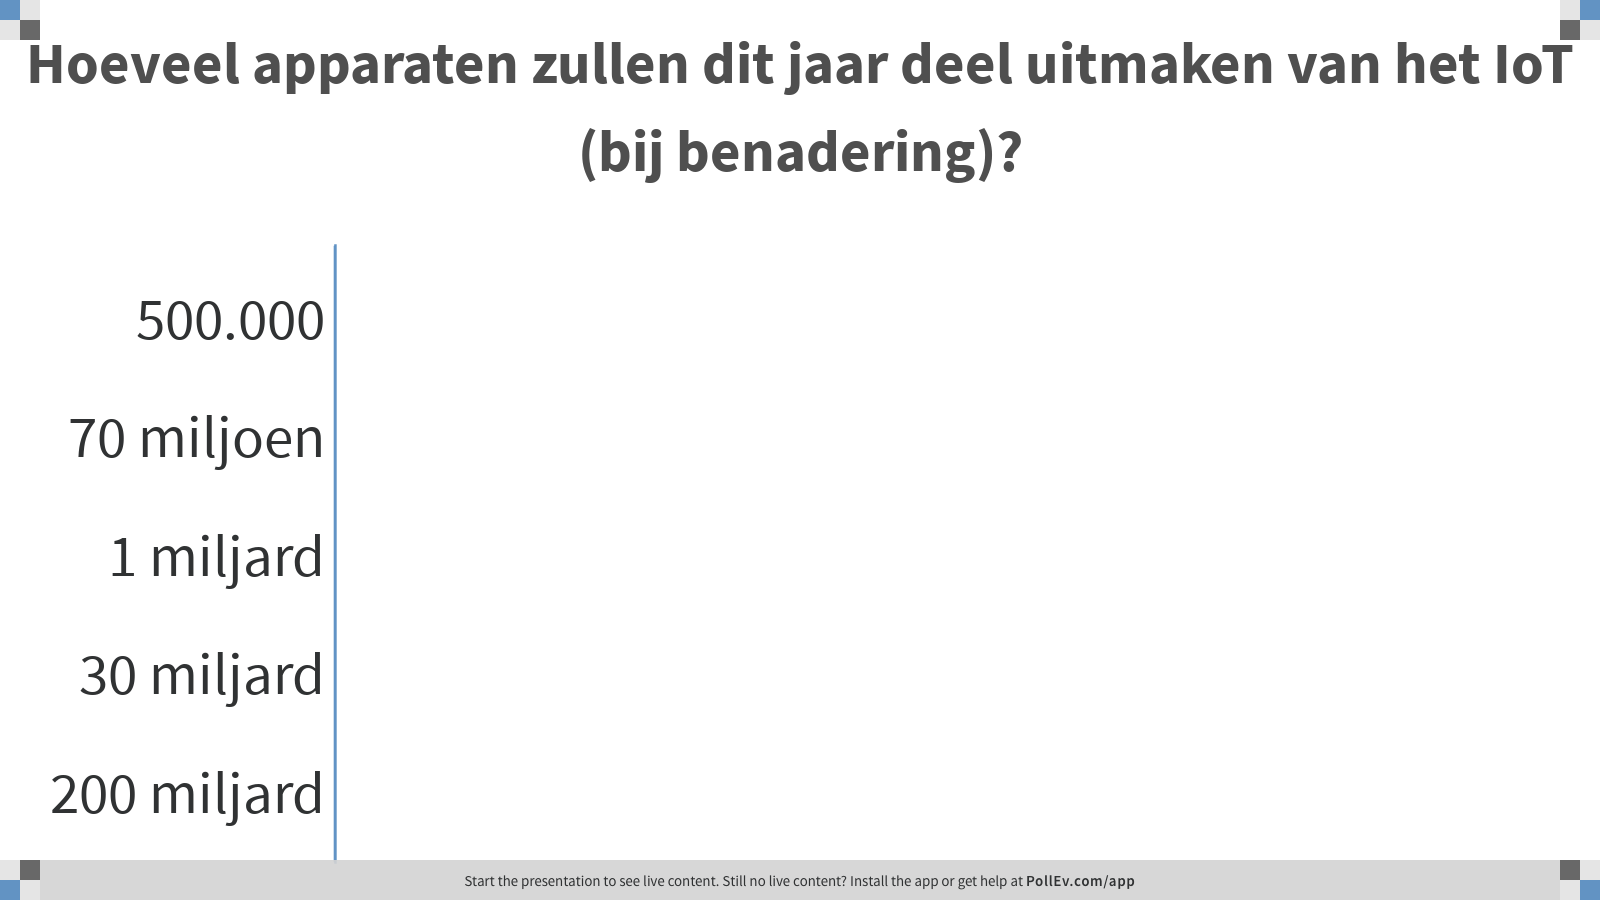 Hoeveel apparaten zullen dit jaar deel uitmaken van het IoT
(bij benadering)?
500.000
70 miljoen
1 miljard
30 miljard
200 miljard
Start the presentation to see live content. Still no live content? Install the app or get help at PollEv.com/app